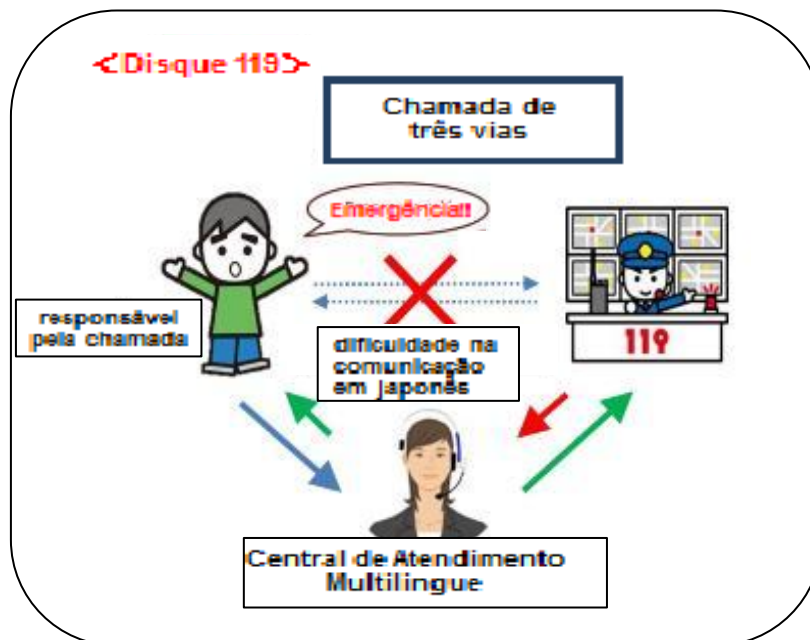 <Disque 119>
Chamada de
três vias
Emergência!!
responsável
pela chamada
dificuldade na
comunicação
em japonês
119
Central de Atendimento
Multilingue